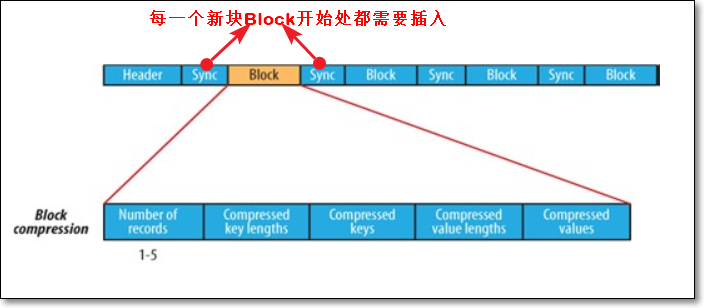 每一个新块Block开始处都需要插入
Header Sync Block Sync Block Sync Block Sync Block
Block compression
Number of records Compressed key lengths Compressed keys Compressed value lengths Compressed values
1-5